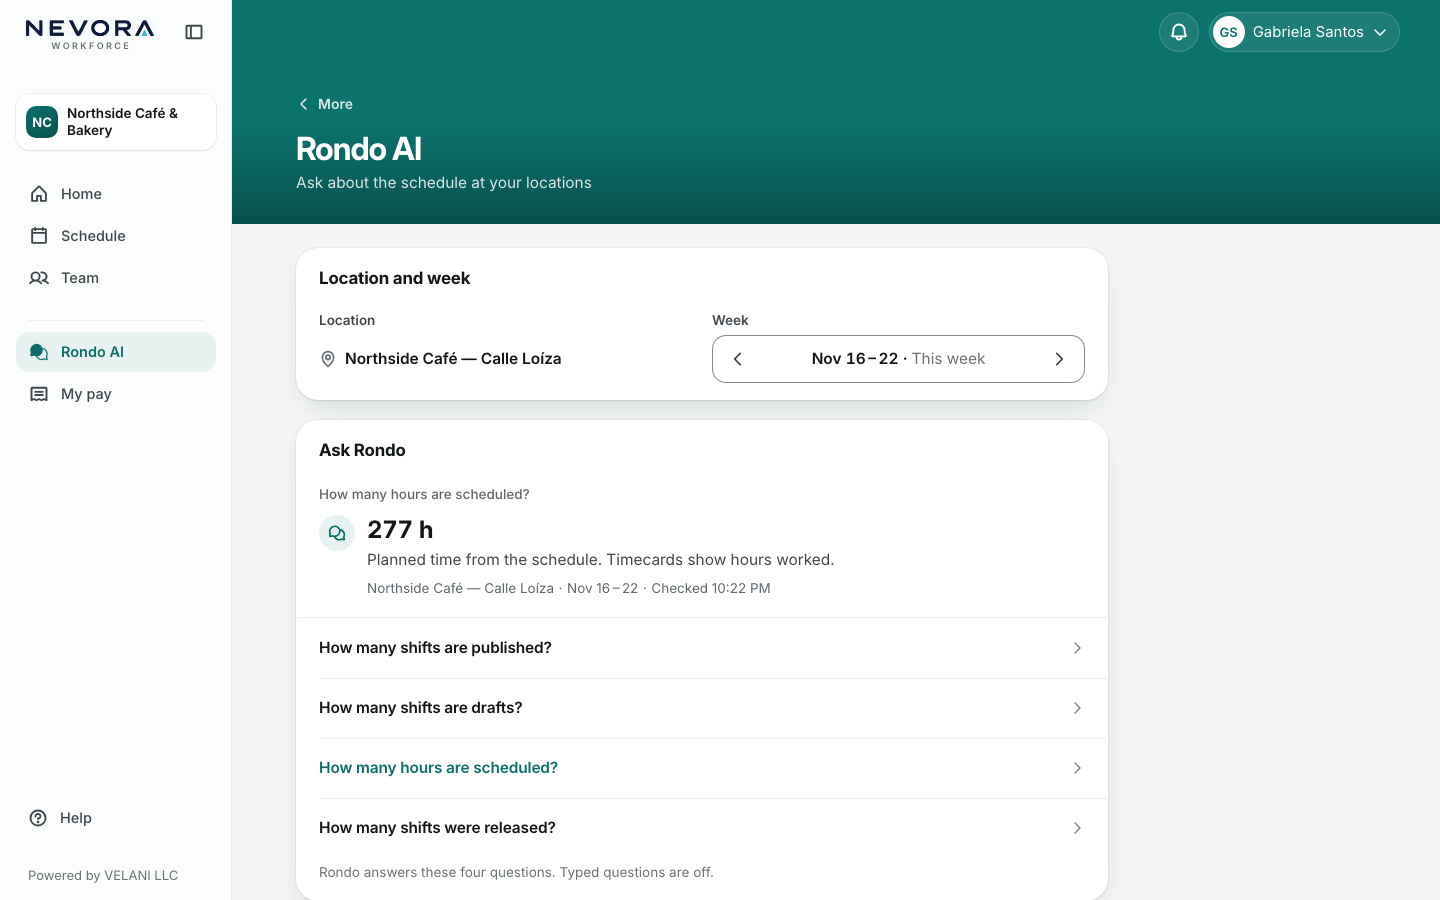 NEVORA
WORKFORCE
NC
Northside Café &
Bakery
Home
Schedule
Team
Rondo AI
My pay
Help
Powered by VELANI LLC
GS
Gabriela Santos
More
Rondo AI
Ask about the schedule at your locations
Location and week
Location
Week
Northside Café — Calle Loíza
Nov 16 – 22 · This week
Ask Rondo
How many hours are scheduled?
277 h
Planned time from the schedule. Timecards show hours worked.
Northside Café — Calle Loíza · Nov 16 – 22 · Checked 10:22 PM
How many shifts are published?
How many shifts are drafts?
How many hours are scheduled?
How many shifts were released?
Rondo answers these four questions. Typed questions are off.